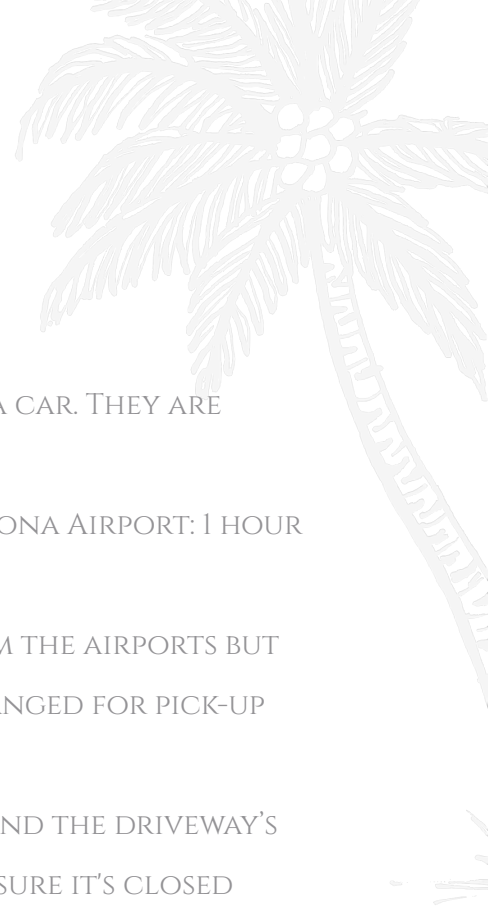 A CAR. THEY ARE
ONA AIRPORT: 1 HOUR
THE AIRPORTS BUT
NGED FOR PICK-UP
ND THE DRIVEWAY'S
SURE IT'S CLOSED